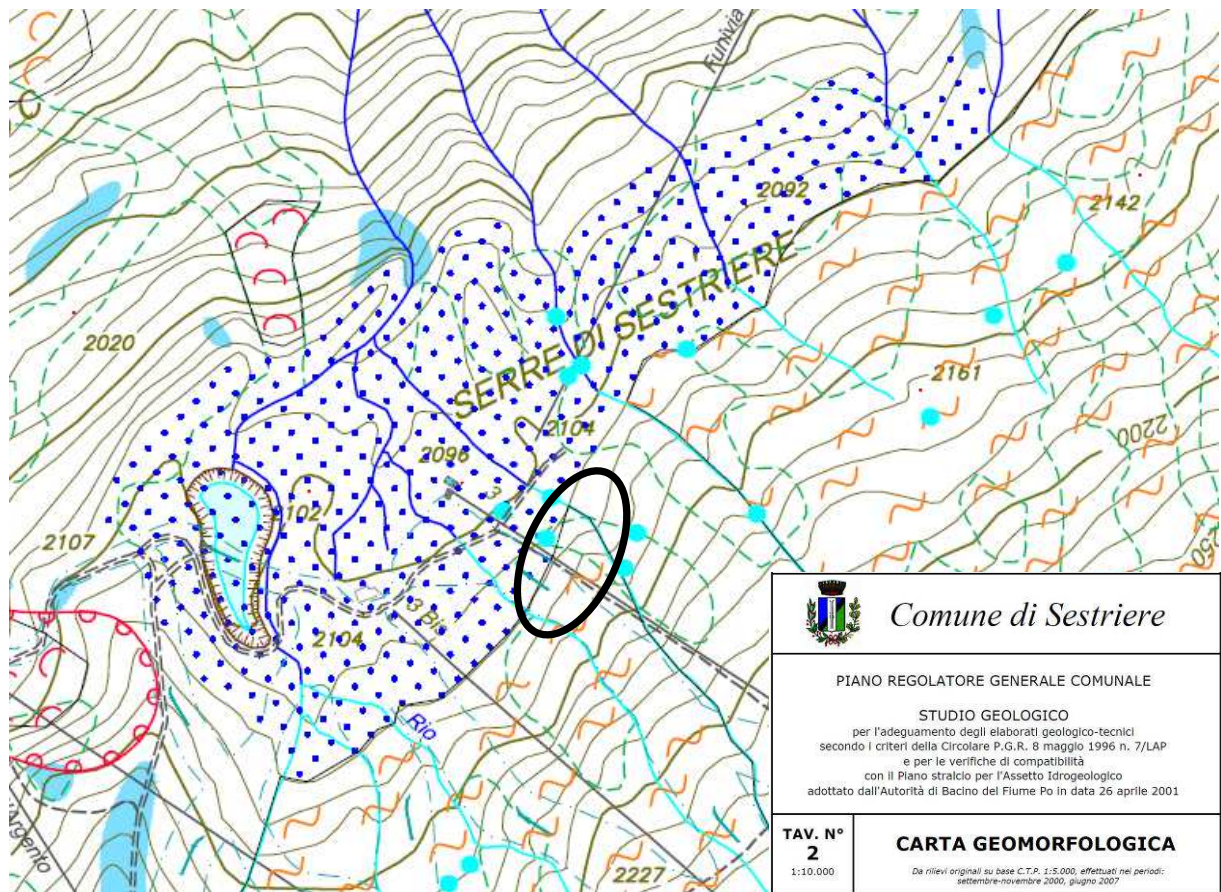 Funivia
2092
2142
SERRE DI SESTRIERE
2020
2161
2104
2200
2096
3
102
2107
3 Bi
2104
Rio
Argento
2227
Comune di Sestriere
PIANO REGOLATORE GENERALE COMUNALE
STUDIO GEOLOGICO
per l'adeguamento degli elaborati geologico-tecnici
secondo i criteri della Circolare P.G.R. 8 maggio 1996 n. 7/LAP
e per le verifiche di compatibilità
con il Piano stralcio per l'Assetto Idrogeologico
adottato dall'Autorità di Bacino del Fiume Po in data 26 aprile 2001
TAV. N°
2
1:10.000
CARTA GEOMORFOLOGICA
Da rilievi originali su base C.T.P. 1:5.000, effettuati nei periodi:
settembre-novembre 2000, giugno 2007